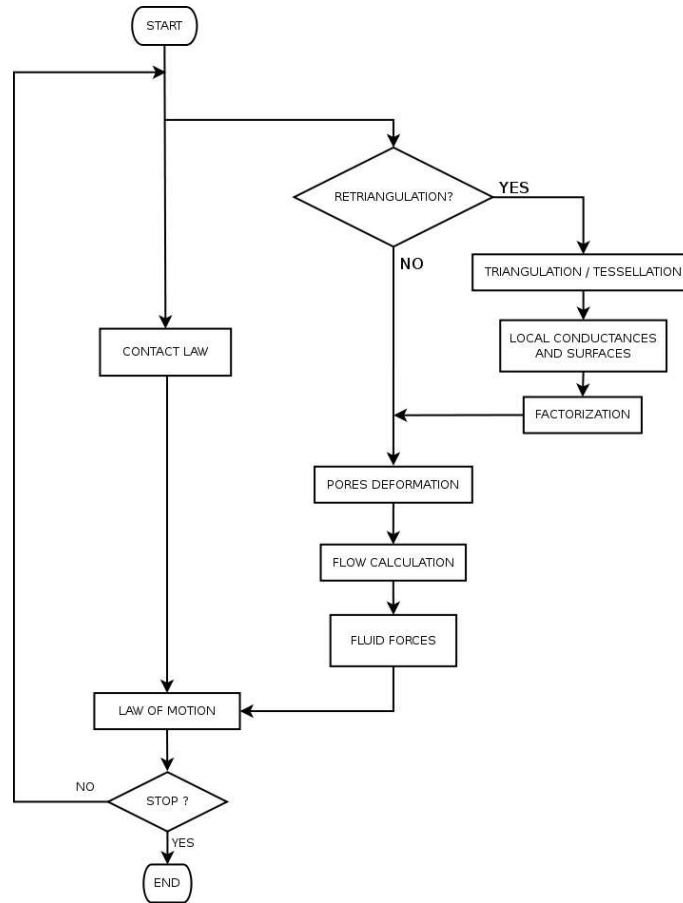 START
RETRIANGULATION?
YES
NO
TRIANGULATION / TESSELLATION
LOCAL CONDUCTANCES
AND SURFACES
CONTACT LAW
FACTORIZATION
PORES DEFORMATION
FLOW CALCULATION
FLUID FORCES
LAW OF MOTION
NO
STOP ?
YES
END